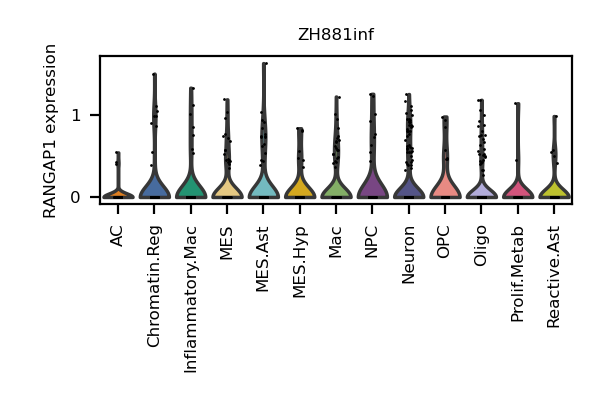 ZH881inf
RANGAP1 expression
1
0
AC
Chromatin.Reg
Inflammatory.Mac
MES
MES.Ast
MES.Hyp
Mac
NPC
Neuron
OPC
Oligo
Prolif.Metab
Reactive.Ast